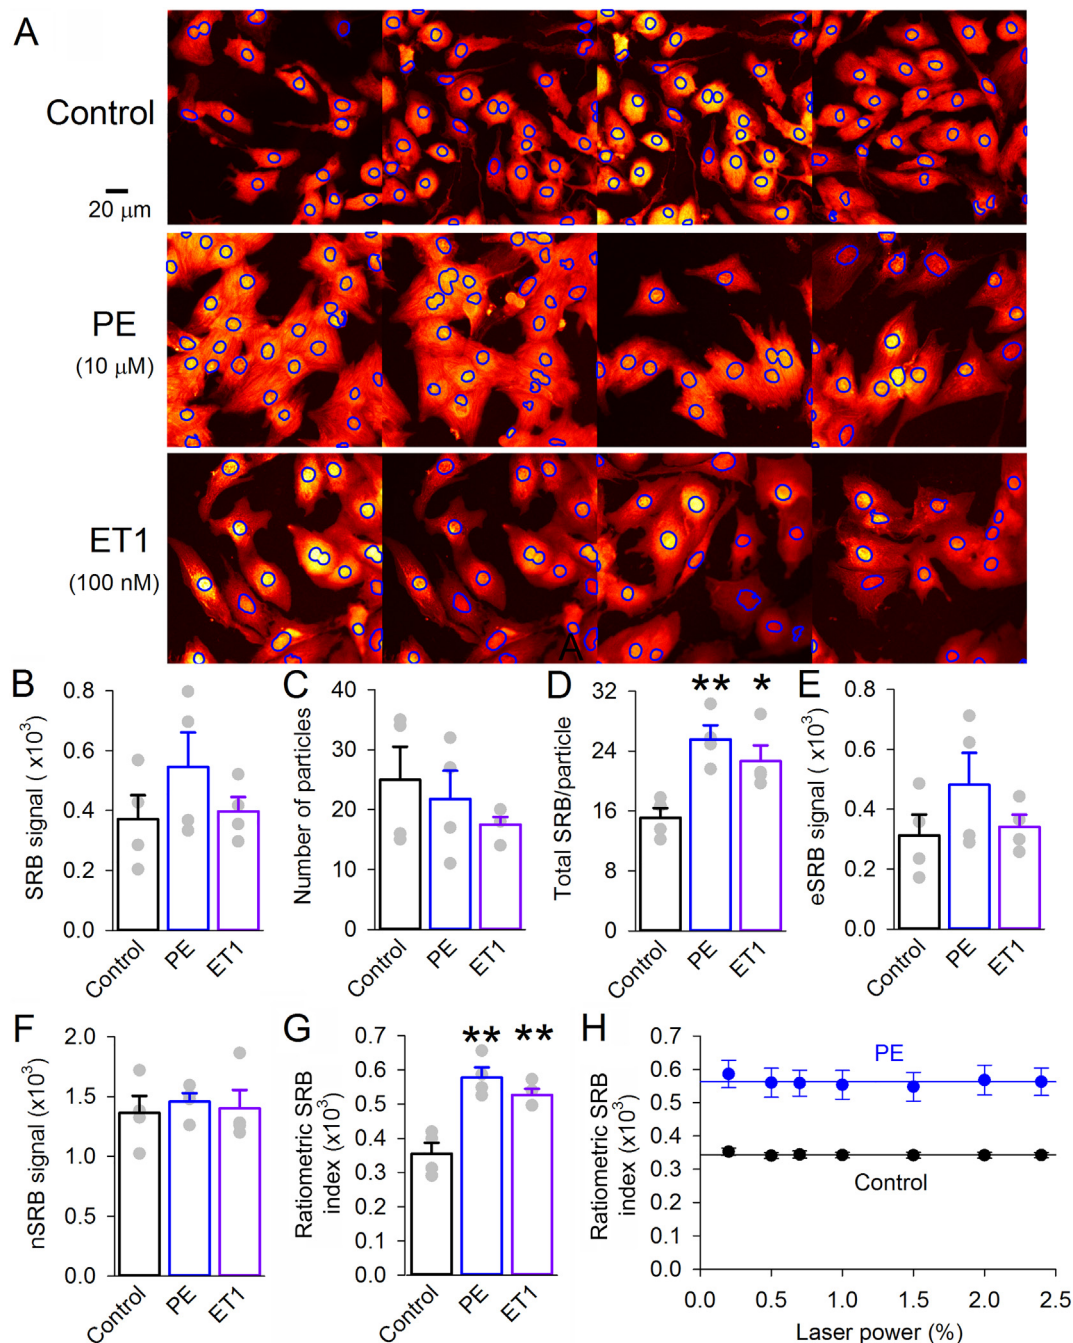 A
Control
20 μm
PE
(10 μM)
ET1
(100 nM)
A
B
SRB signal ( x10³)
0.8
0.6
0.4
0.2
0.0
Control
PE
ET1
C
Number of particles
40
30
20
10
0
Control
PE
ET1
D
Total SRB/particle
32
24
16
8
0
**
*
Control
PE
ET1
E
eSRB signal ( x10³)
0.8
0.6
0.4
0.2
0.0
Control
PE
ET1
F
nSRB signal (x10³)
2.0
1.5
1.0
0.5
0.0
Control
PE
ET1
G
Ratiometric SRB
index (x10³)
0.7
0.6
0.5
0.4
0.3
0.2
0.1
0.0
**
**
Control
PE
ET1
H
Ratiometric SRB
index (x10³)
0.7
0.6
0.5
0.4
0.3
0.2
0.1
0.0
PE
Control
0.0
0.5
1.0
1.5
2.0
2.5
Laser power (%)